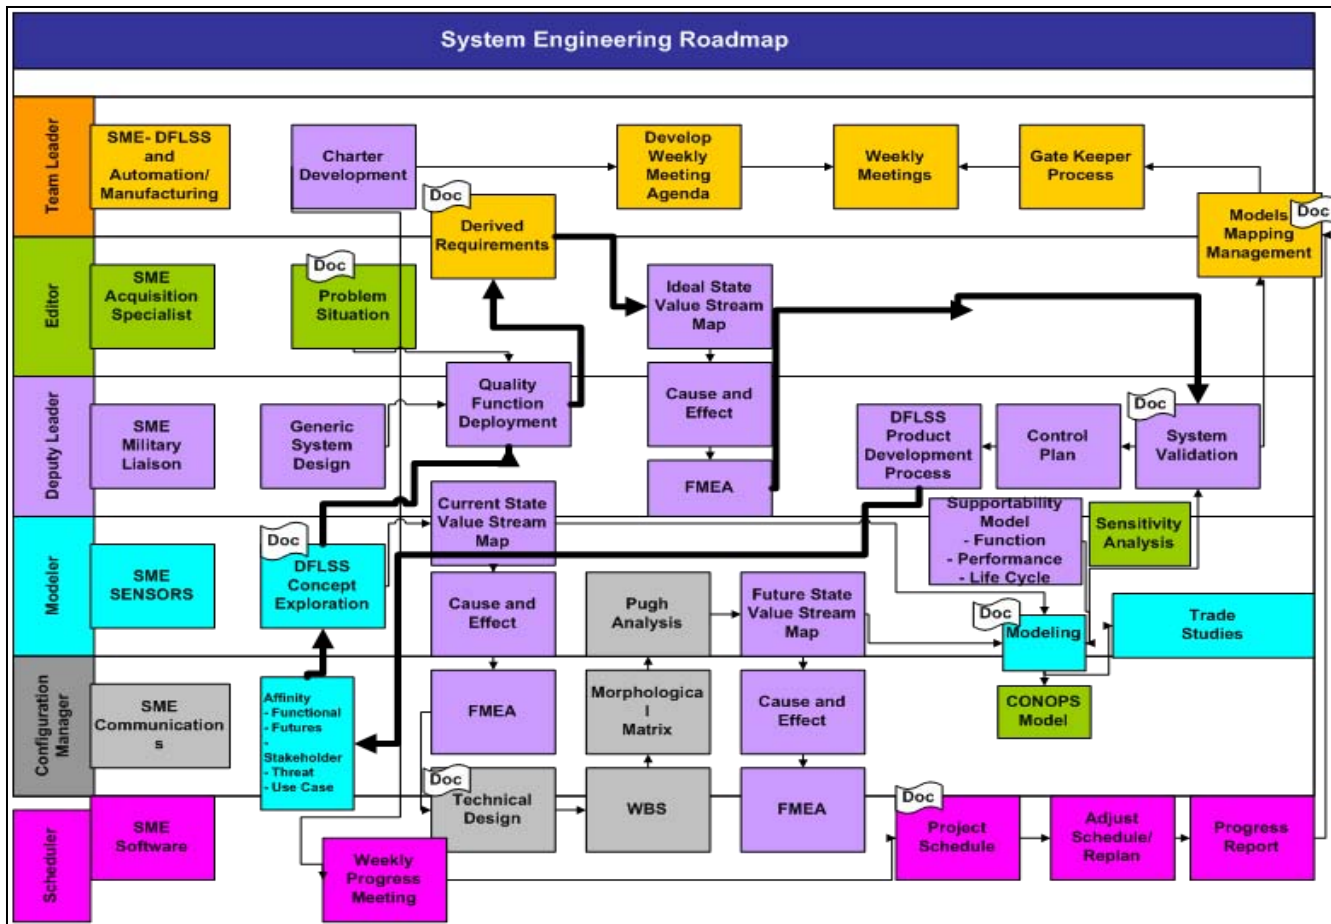 System Engineering Roadmap
Team Leader
SME- DFLSS
and
Automation/
Manufacturing
Charter
Development
Develop
Weekly
Meeting
Agenda
Weekly
Meetings
Gate Keeper
Process
Doc
Derived
Requirements
Doc
Models
Mapping
Management
Editor
SME
Acquisition
Specialist
Doc
Problem
Situation
Ideal State
Value Stream
Map
Deputy Leader
SME
Military
Liaison
Generic
System
Design
Quality
Function
Deployment
Cause and
Effect
FMEA
DFLSS
Product
Development
Process
Control
Plan
Doc
System
Validation
Modeler
SME
SENSORS
Doc
DFLSS
Concept
Exploration
Current State
Value Stream
Map
Cause and
Effect
Pugh
Analysis
Future State
Value Stream
Map
Supportability
Model
- Function
- Performance
- Life Cycle
Sensitivity
Analysis
Doc
Modeling
Trade
Studies
Configuration
Manager
SME
Communication
s
Affinity
- Functional
- Futures
-
Stakeholder
- Threat
- Use Case
FMEA
Morphologica
l
Matrix
Cause and
Effect
CONOPS
Model
Doc
Technical
Design
WBS
FMEA
Scheduler
SME
Software
Weekly
Progress
Meeting
Doc
Project
Schedule
Adjust
Schedule/
Replan
Progress
Report